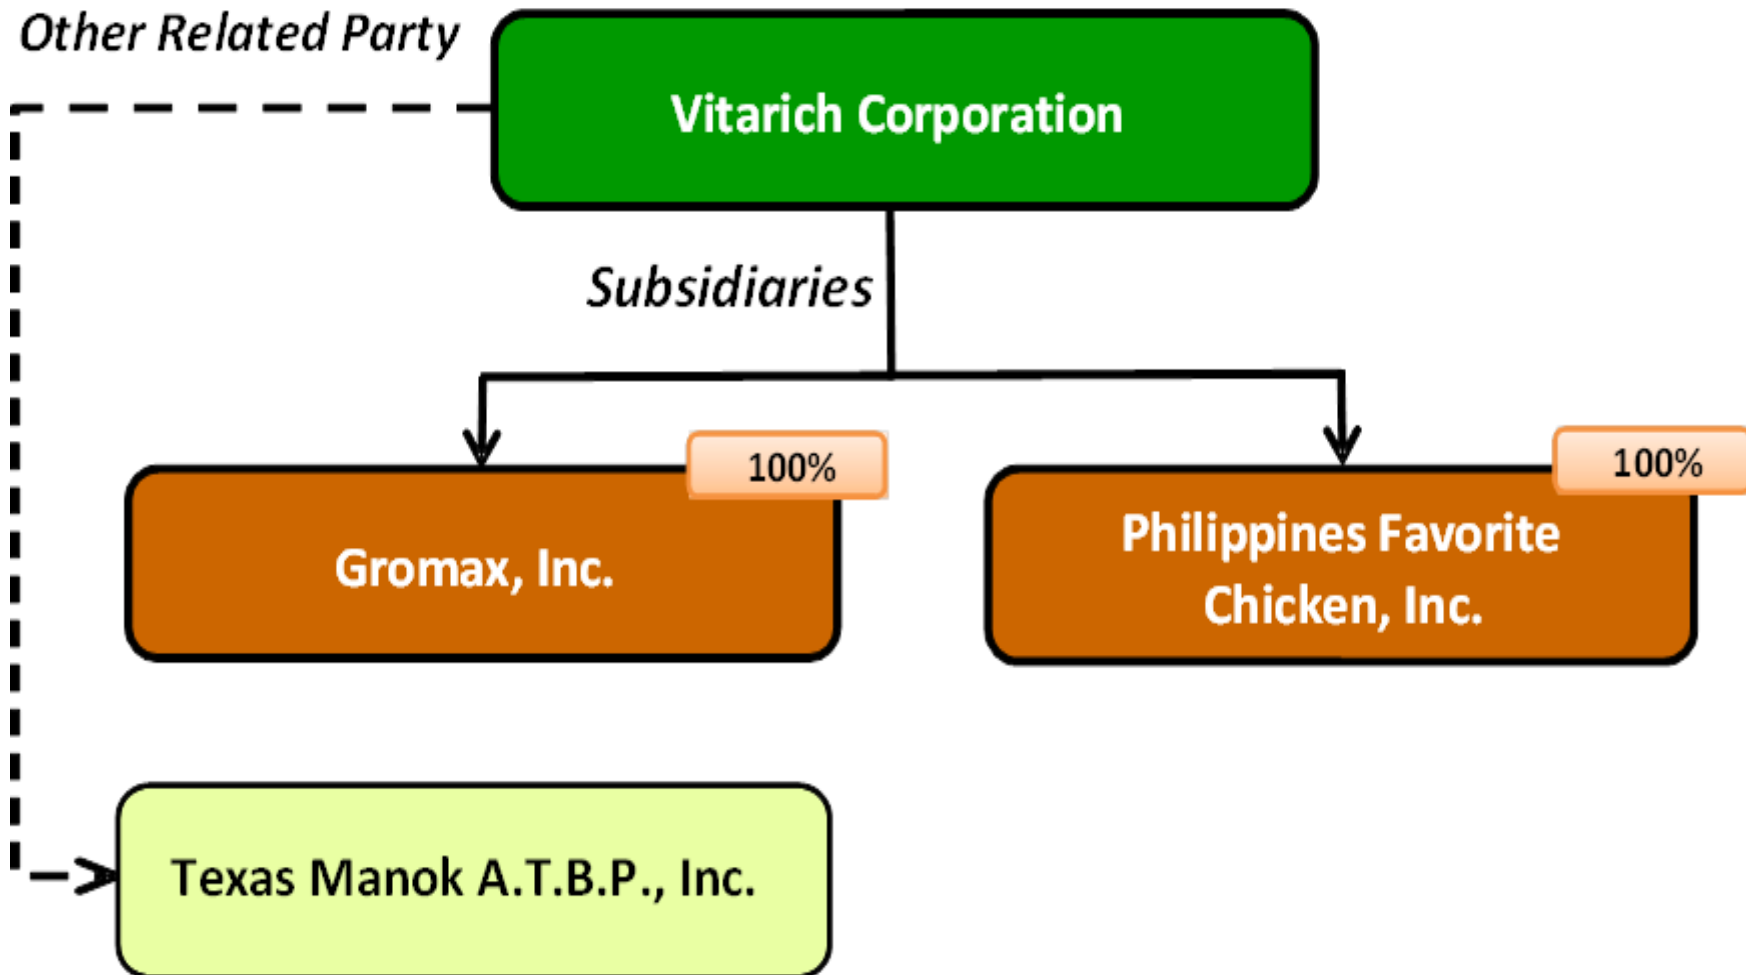 Other Related Party
Vitarich Corporation
Subsidiaries
100%
100%
Gromax, Inc.
Philippines Favorite
Chicken, Inc.
Texas Manok A.T.B.P., Inc.